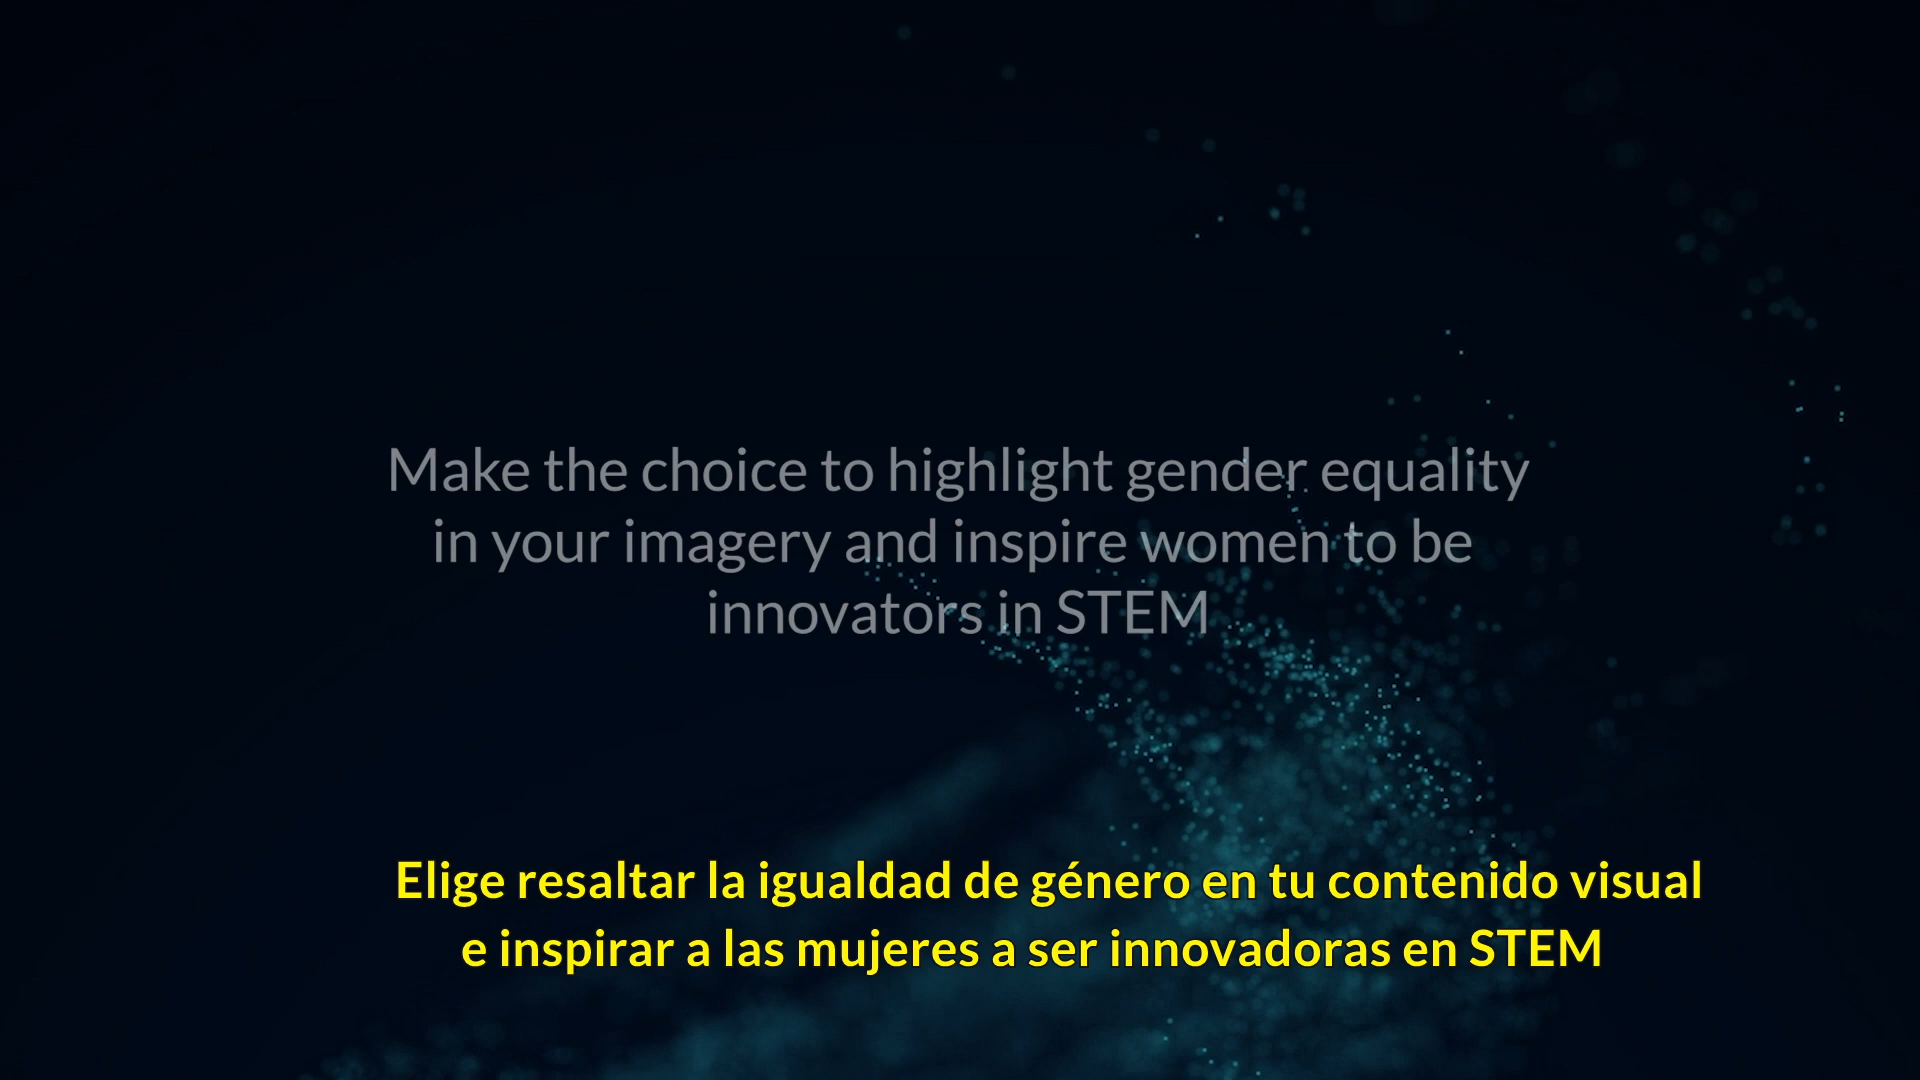 Make the choice to highlight gender equality
in your imagery and inspire women to be
innovators in STEM
Elige resaltar la igualdad de género en tu contenido visual
e inspirar a las mujeres a ser innovadoras en STEM